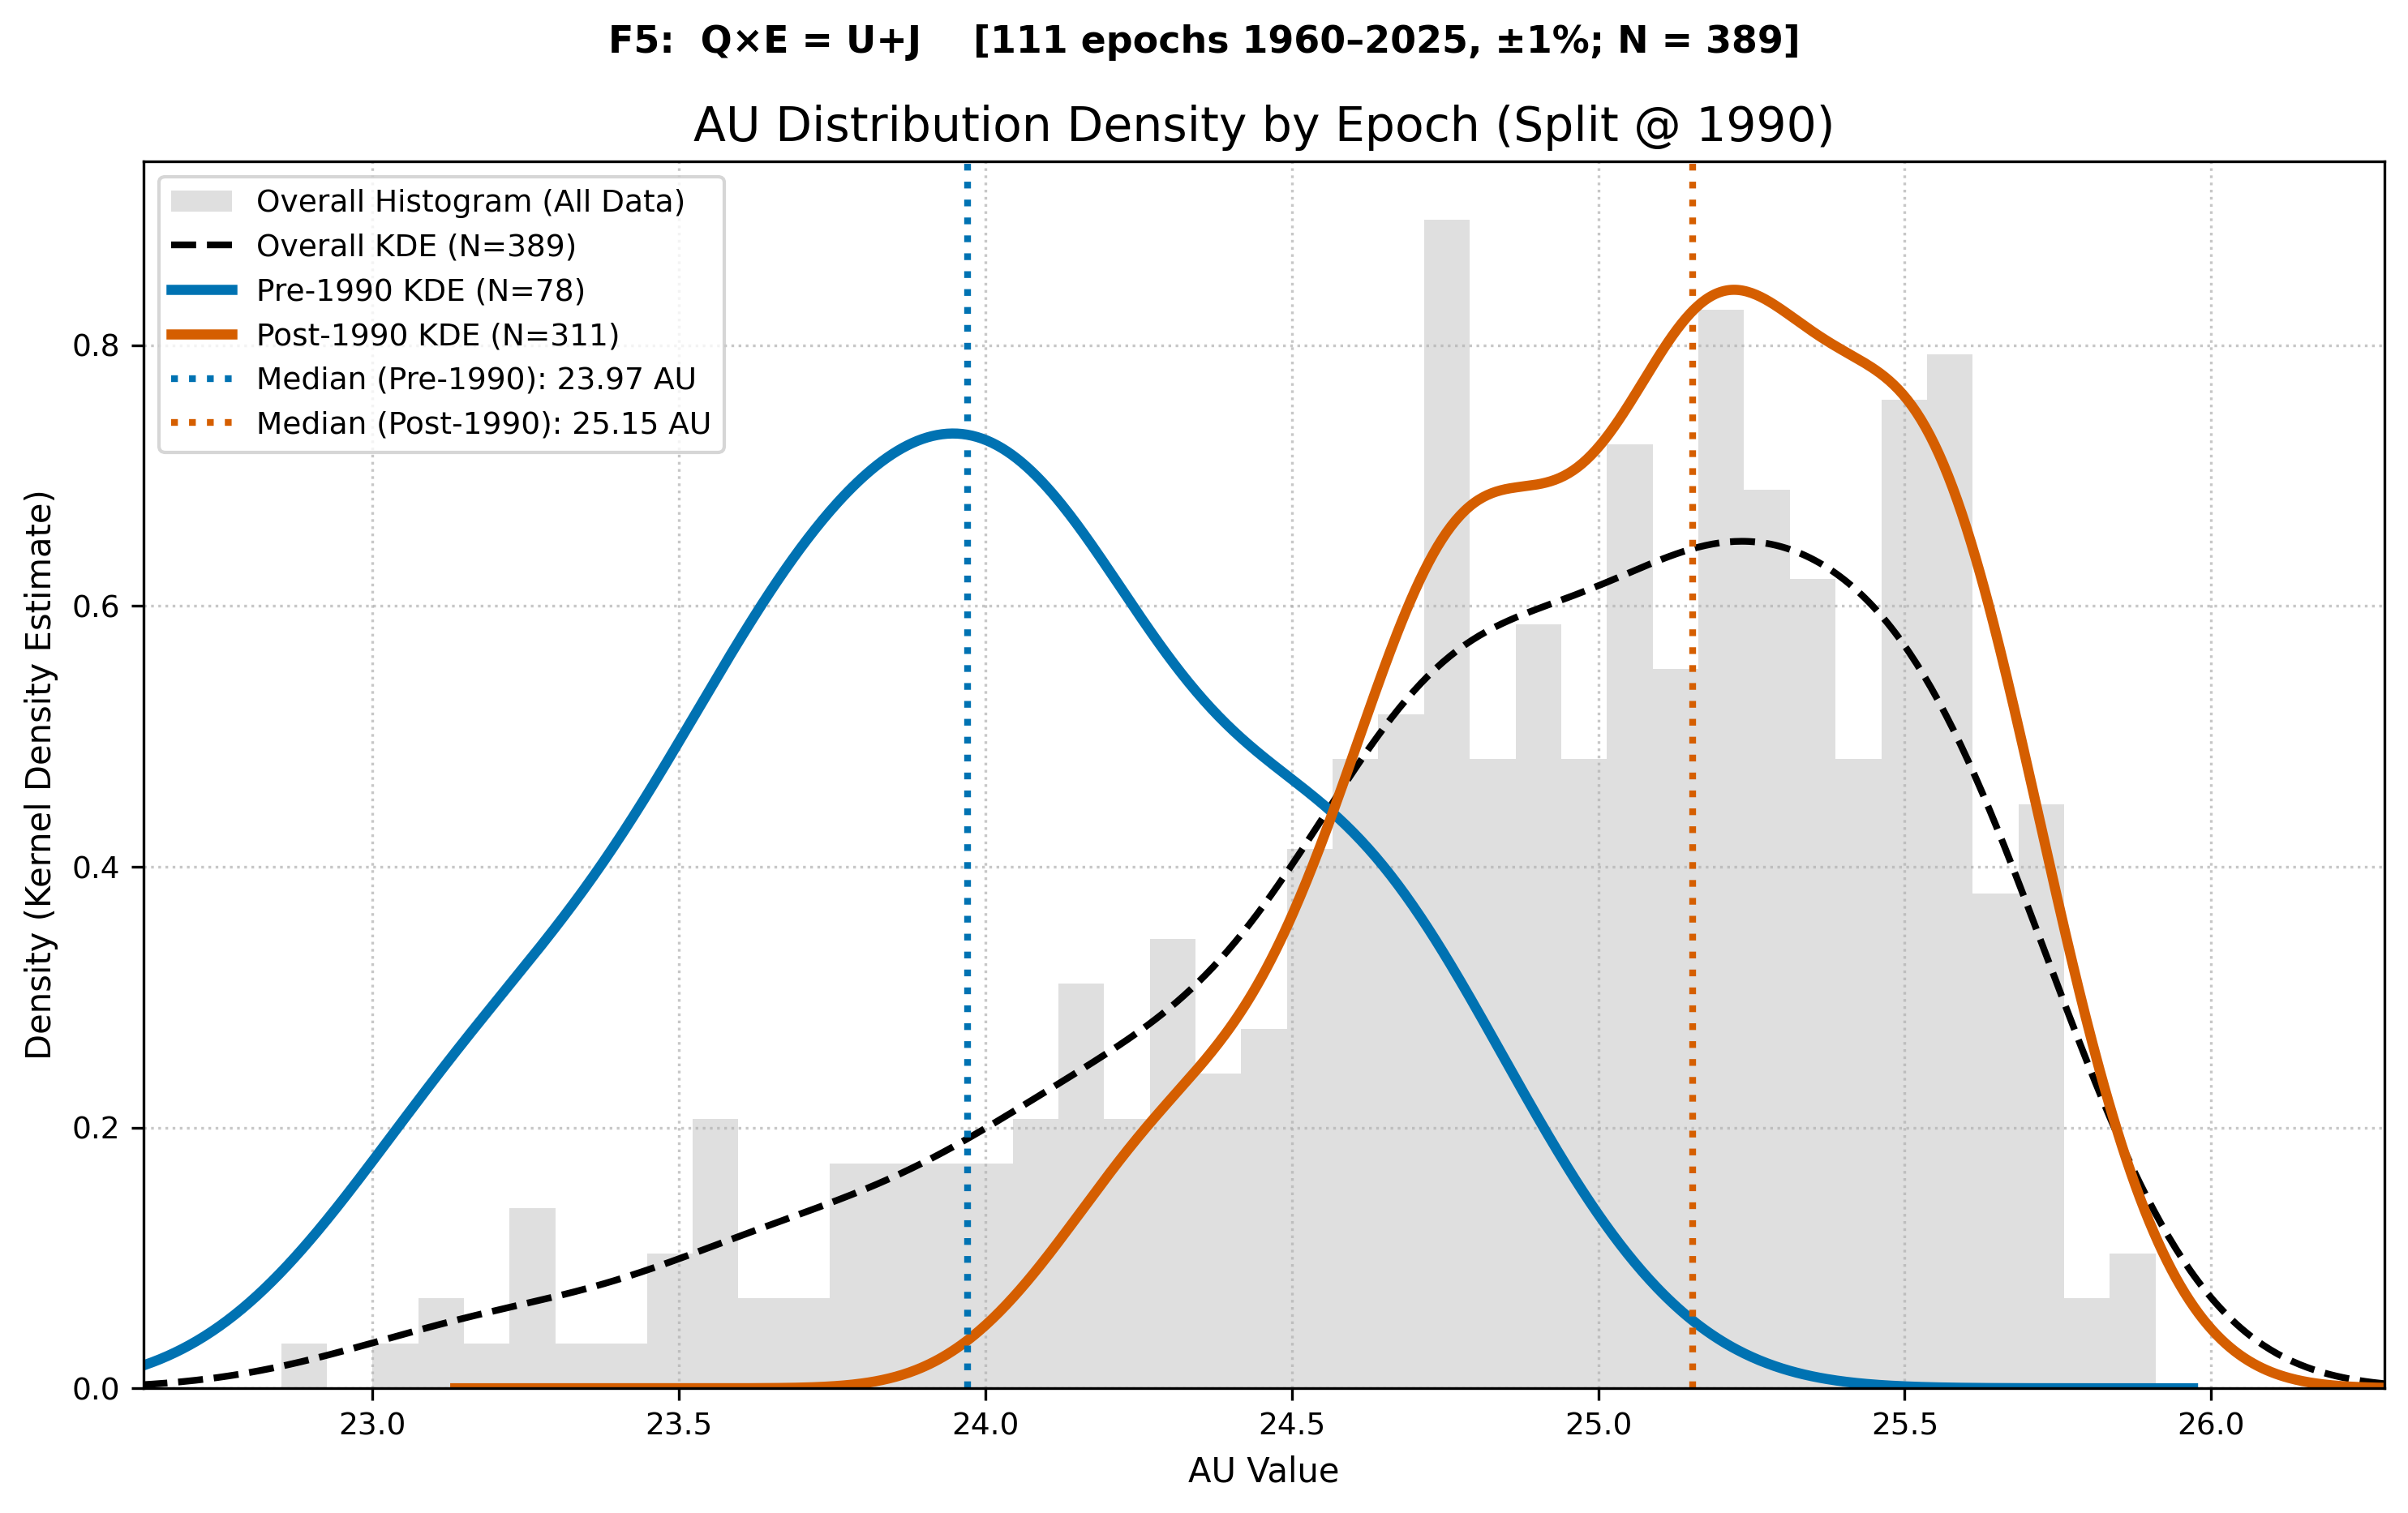 F5:  Q×E = U+J    [111 epochs 1960–2025, ±1%; N = 389]
AU Distribution Density by Epoch (Split @ 1990)
Overall Histogram (All Data)
Overall KDE (N=389)
Pre-1990 KDE (N=78)
Post-1990 KDE (N=311)
Median (Pre-1990): 23.97 AU
Median (Post-1990): 25.15 AU
Density (Kernel Density Estimate)
0.8
0.6
0.4
0.2
0.0
23.0 23.5 24.0 24.5 25.0 25.5 26.0
AU Value